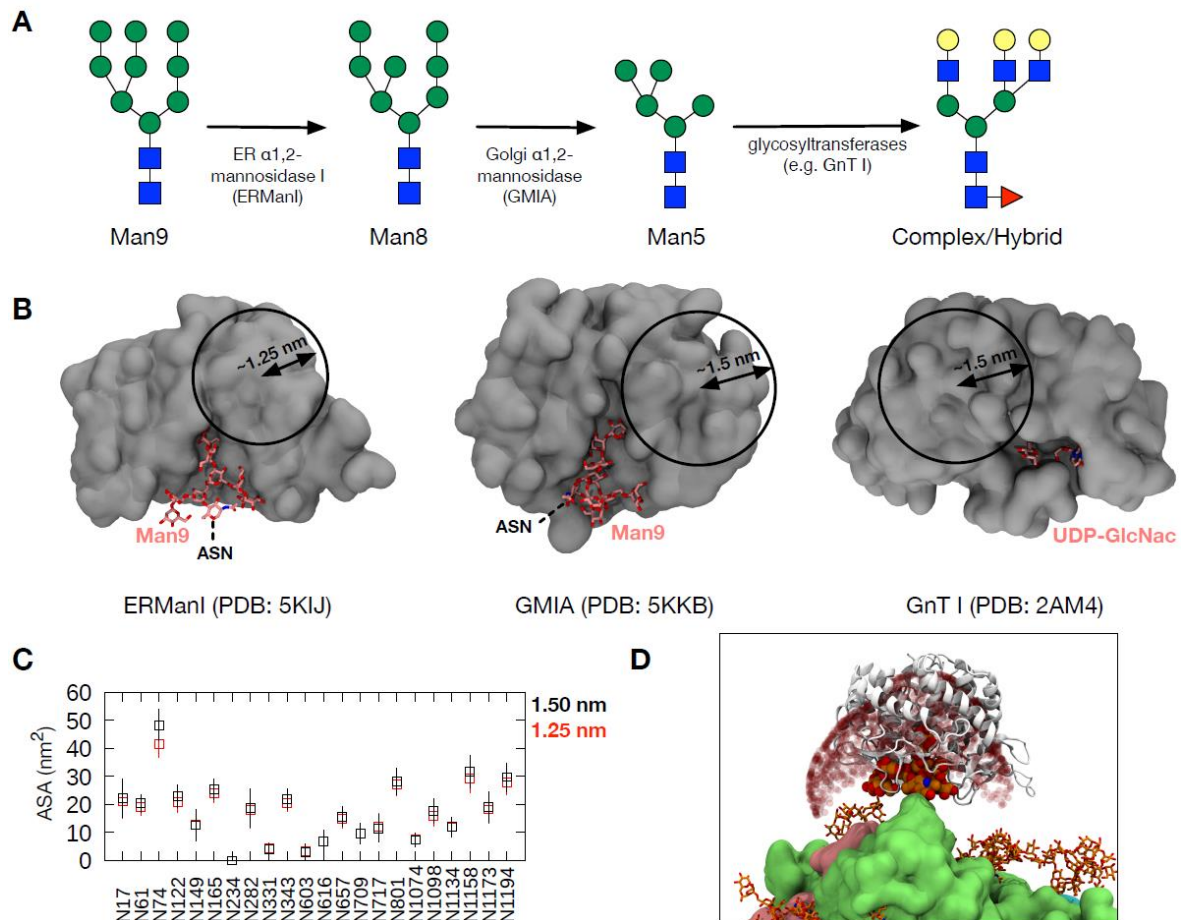 A
ER α1,2-
mannosidase I
(ERManI)
Golgi α1,2-
mannosidase
(GMIA)
glycosyltransferases
(e.g. GnT I)
Man9
Man8
Man5
Complex/Hybrid
B
~1.25 nm
~1.5 nm
~1.5 nm
Man9
ASN
ASN
Man9
UDP-GlcNac
ERManI (PDB: 5KIJ)
GMIA (PDB: 5KKB)
GnT I (PDB: 2AM4)
C
ASA (nm²)
60
50
40
30
20
10
0
1.50 nm
1.25 nm
N17
N61
N74
N122
N149
N165
N234
N282
N331
N343
N603
N616
N657
N709
N717
N801
N1074
N1098
N1134
N1158
N1173
N1194
D